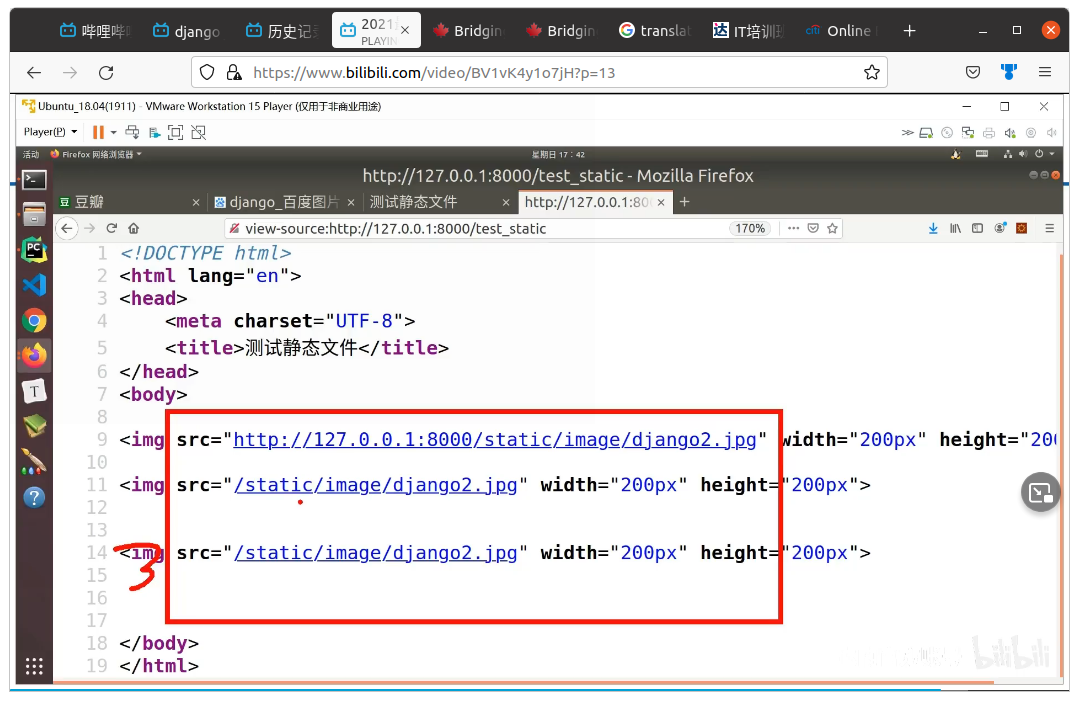 哔哩哔哩 django 历史记录 2021 Bridging Bridging translat IT培训班 citi Online
PLAYING
https://www.bilibili.com/video/BV1vK4y1o7jH?p=13
Ubuntu_18.04(1911) - VMware Workstation 15 Player (仅用于非商业用途)
Player(P)
活动 Firefox 网络浏览器 星期日 17：42
http://127.0.0.1:8000/test_static - Mozilla Firefox
豆瓣 django_百度图片 测试静态文件 http://127.0.0.1:800
view-source:http://127.0.0.1:8000/test_static 170%
1 <!DOCTYPE html>
2 <html lang="en">
3 <head>
4 <meta charset="UTF-8">
5 <title>测试静态文件</title>
6 </head>
7 <body>
8
9 <img src="http://127.0.0.1:8000/static/image/django2.jpg" width="200px" height="200
10
11 <img src="/static/image/django2.jpg" width="200px" height="200px">
12
13
14 <img src="/static/image/django2.jpg" width="200px" height="200px">
3
15
16
17
18 </body>
19 </html>
bilibili